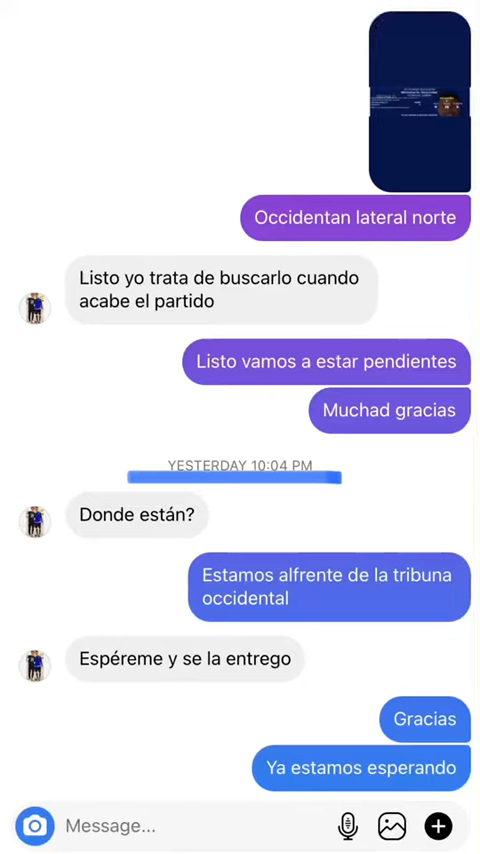 Occidentan lateral norte
Listo yo trata de buscarlo cuando
acabe el partido
Listo vamos a estar pendientes
Muchad gracias
YESTERDAY 10:04 PM
Donde están?
Estamos alfrente de la tribuna
occidental
Espéreme y se la entrego
Gracias
Ya estamos esperando
Message...